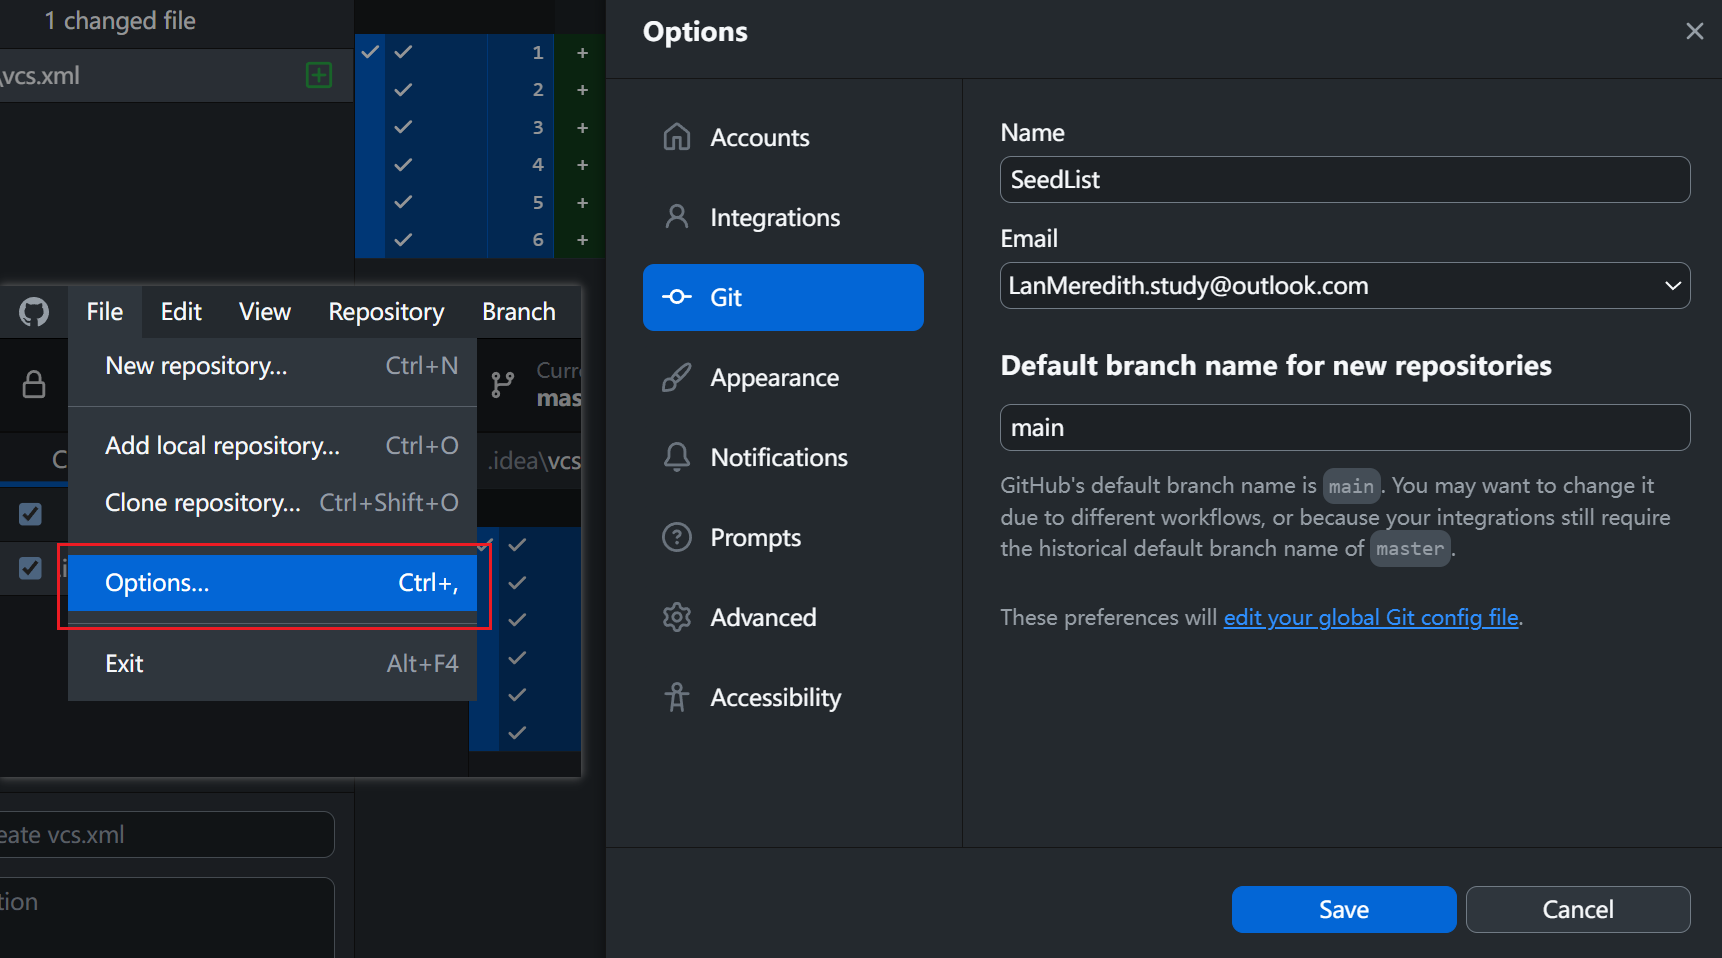 1 changed file
\vcs.xml
1 +
2 +
3 +
4 +
5 +
6 +
File Edit View Repository Branch
New repository... Ctrl+N
Add local repository... Ctrl+O
Clone repository... Ctrl+Shift+O
Options... Ctrl+,
Exit Alt+F4
Curre
mas
C
.idea\vcs
.i
eate vcs.xml
tion
Options
Accounts
Integrations
Git
Appearance
Notifications
Prompts
Advanced
Accessibility
Name
SeedList
Email
LanMeredith.study@outlook.com
Default branch name for new repositories
main
GitHub's default branch name is main. You may want to change it
due to different workflows, or because your integrations still require
the historical default branch name of master.
These preferences will edit your global Git config file.
Save Cancel